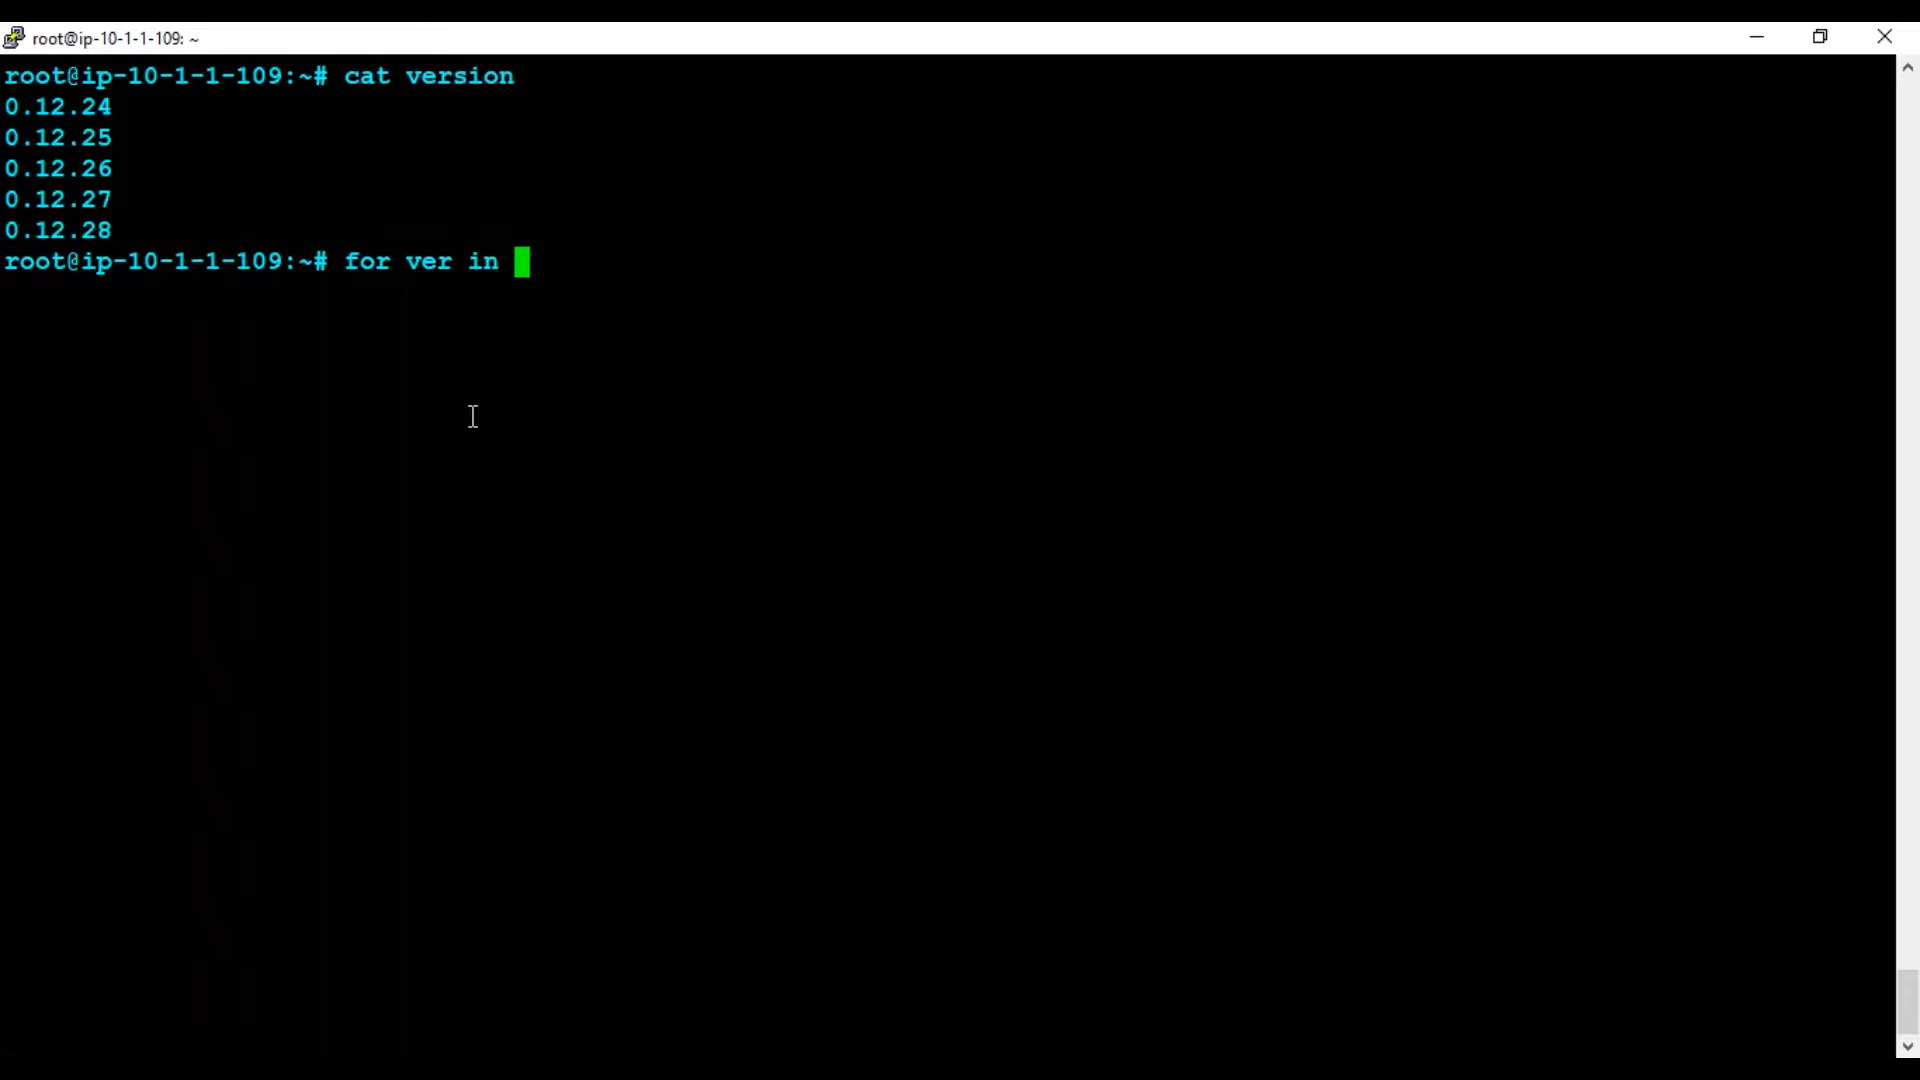 root@ip-10-1-1-109: ~
root@ip-10-1-1-109:~# cat version
0.12.24
0.12.25
0.12.26
0.12.27
0.12.28
root@ip-10-1-1-109:~# for ver in